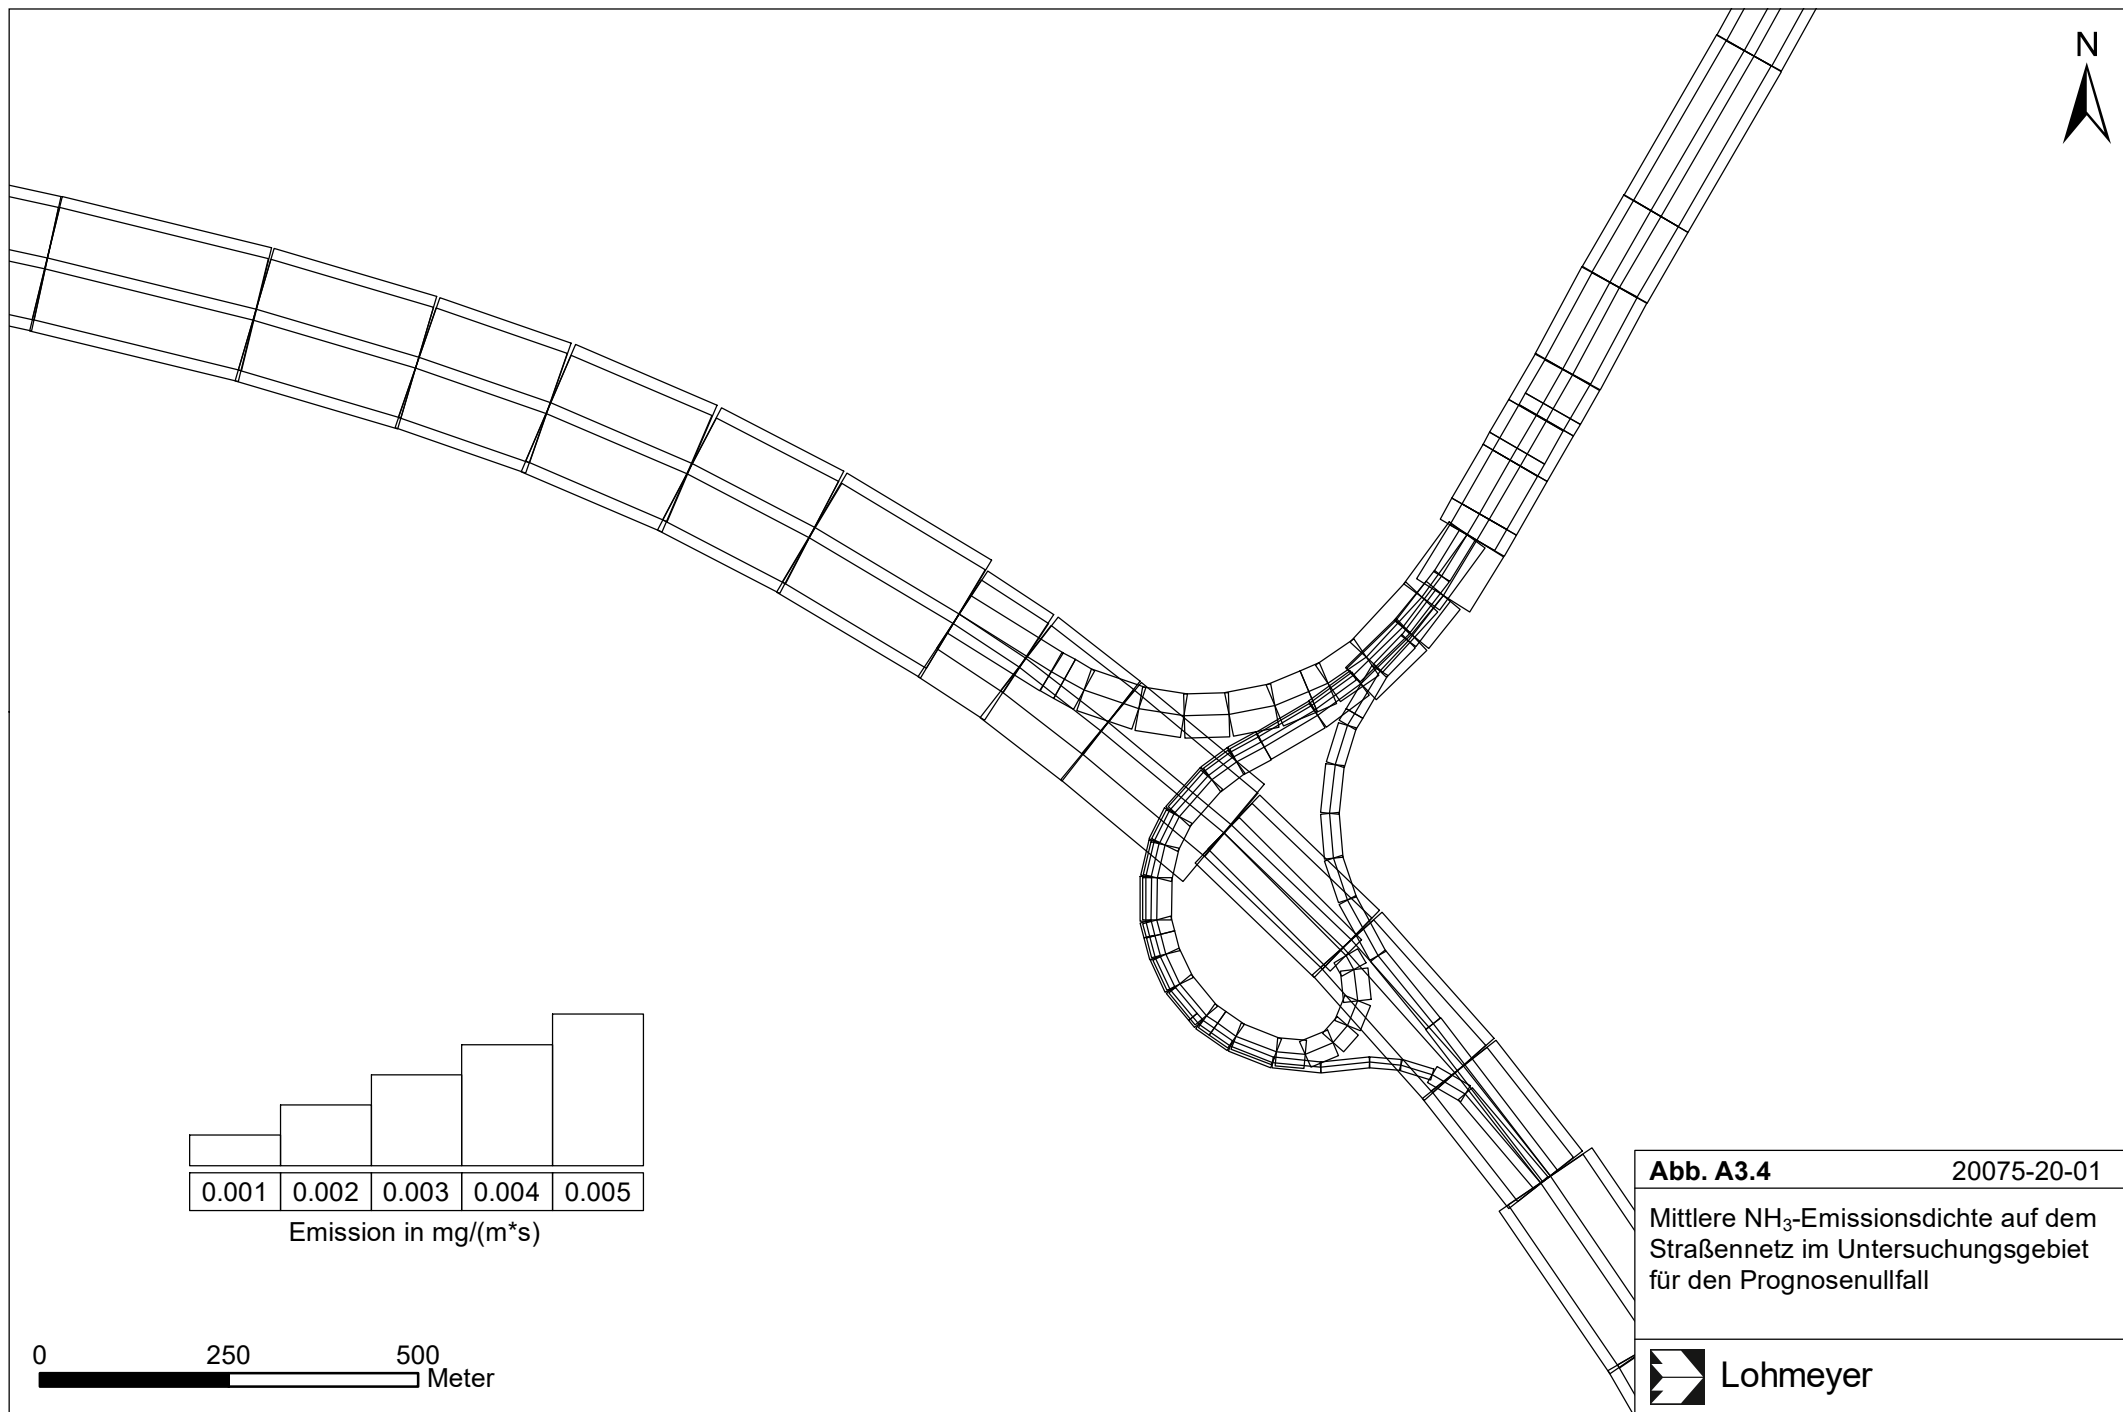 N
0.001 0.002 0.003 0.004 0.005
Emission in mg/(m*s)
0 250 500
Meter
Abb. A3.4 20075-20-01
Mittlere NH₃-Emissionsdichte auf dem
Straßennetz im Untersuchungsgebiet
für den Prognosenullfall
Lohmeyer